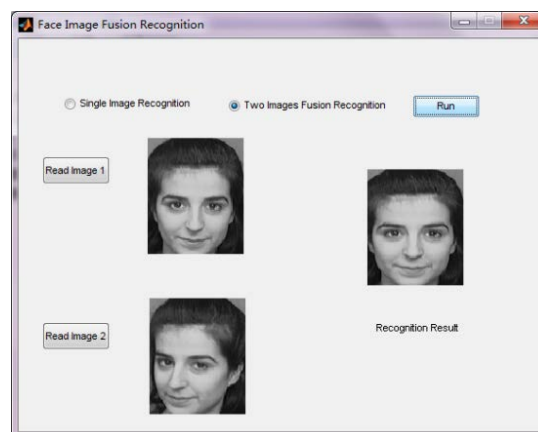 Face Image Fusion Recognition
Single Image Recognition Two Images Fusion Recognition Run
Read Image 1
Read Image 2
Recognition Result